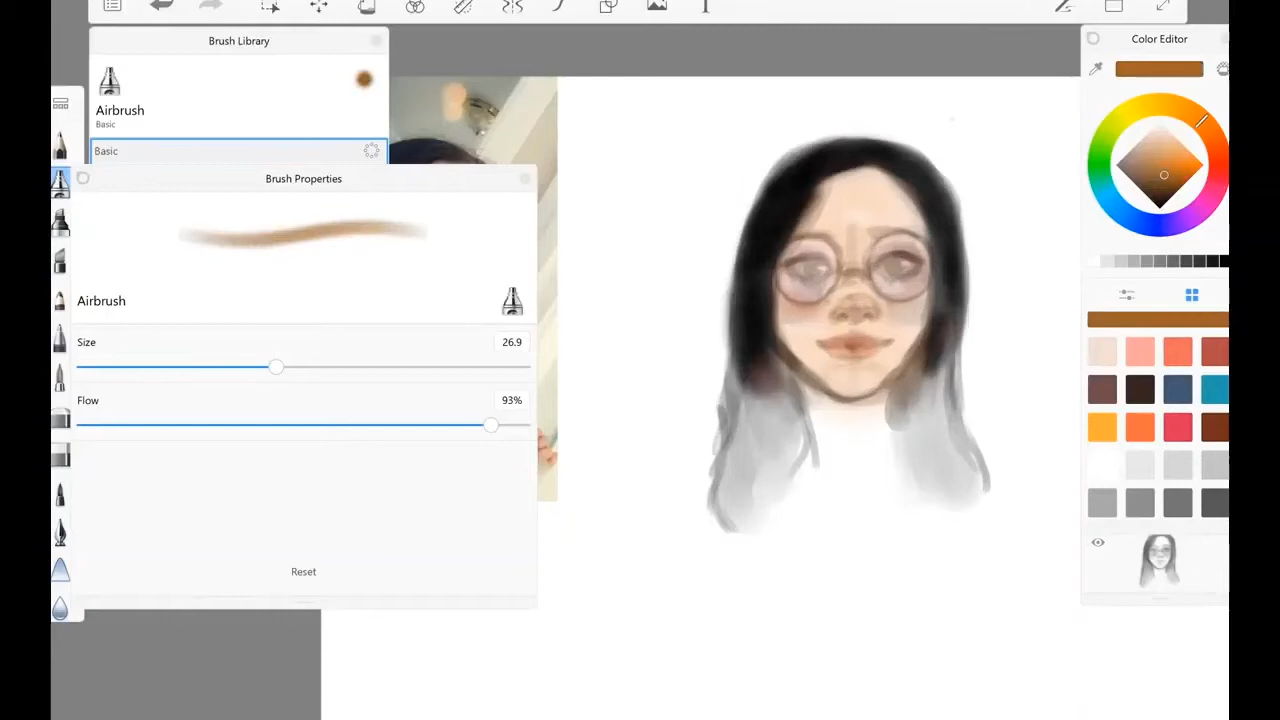 Brush Library
Color Editor
Airbrush
Basic
Basic
Brush Properties
Airbrush
Size
26.9
Flow
93%
Reset